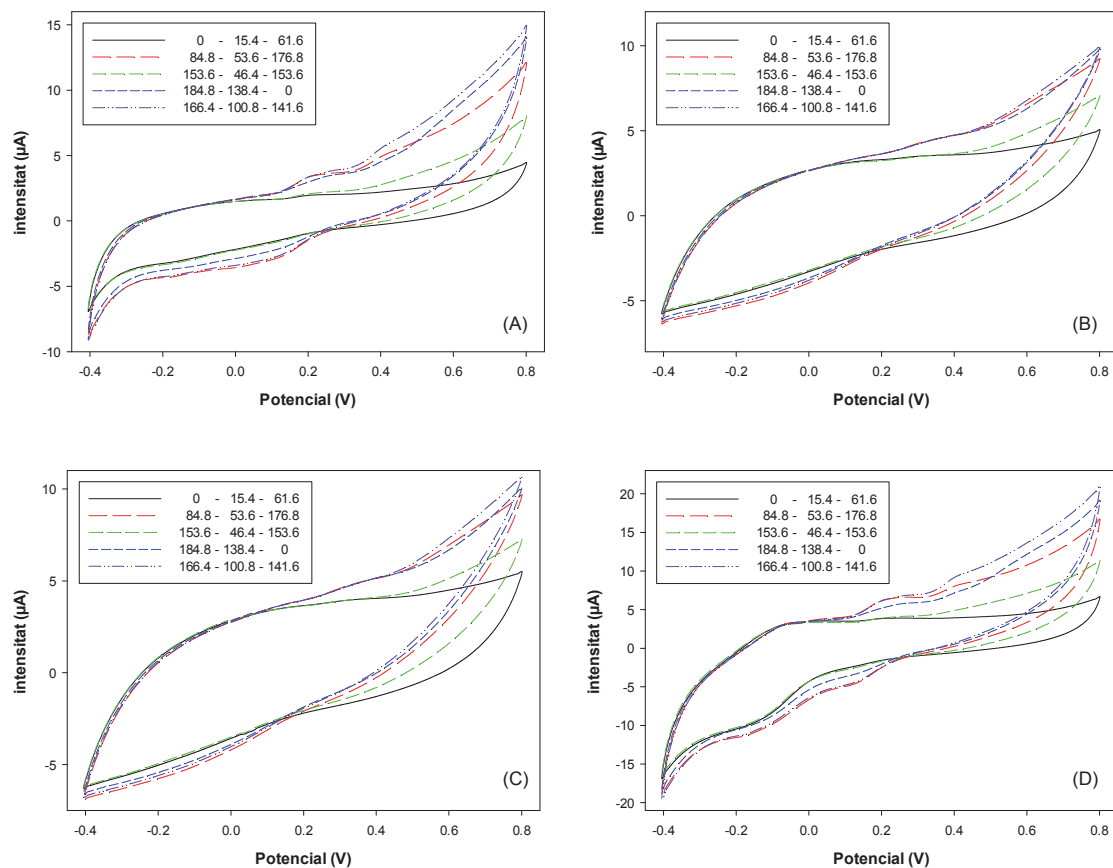 15
10
5
0
-5
-10
intensitat (µA)
0 - 15.4 - 61.6
84.8 - 53.6 - 176.8
153.6 - 46.4 - 153.6
184.8 - 138.4 - 0
166.4 - 100.8 - 141.6
(A)
-0.4 -0.2 0.0 0.2 0.4 0.6 0.8
Potencial (V)
10
5
0
-5
intensitat (µA)
0 - 15.4 - 61.6
84.8 - 53.6 - 176.8
153.6 - 46.4 - 153.6
184.8 - 138.4 - 0
166.4 - 100.8 - 141.6
(B)
-0.4 -0.2 0.0 0.2 0.4 0.6 0.8
Potencial (V)
10
5
0
-5
intensitat (µA)
0 - 15.4 - 61.6
84.8 - 53.6 - 176.8
153.6 - 46.4 - 153.6
184.8 - 138.4 - 0
166.4 - 100.8 - 141.6
(C)
-0.4 -0.2 0.0 0.2 0.4 0.6 0.8
Potencial (V)
20
15
10
5
0
-5
-10
-15
-20
intensitat (µA)
0 - 15.4 - 61.6
84.8 - 53.6 - 176.8
153.6 - 46.4 - 153.6
184.8 - 138.4 - 0
166.4 - 100.8 - 141.6
(D)
-0.4 -0.2 0.0 0.2 0.4 0.6 0.8
Potencial (V)